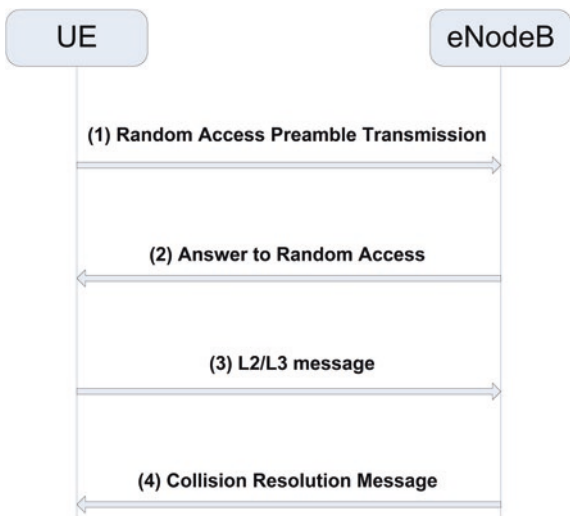 UE
eNodeB
(1) Random Access Preamble Transmission
(2) Answer to Random Access
(3) L2/L3 message
(4) Collision Resolution Message